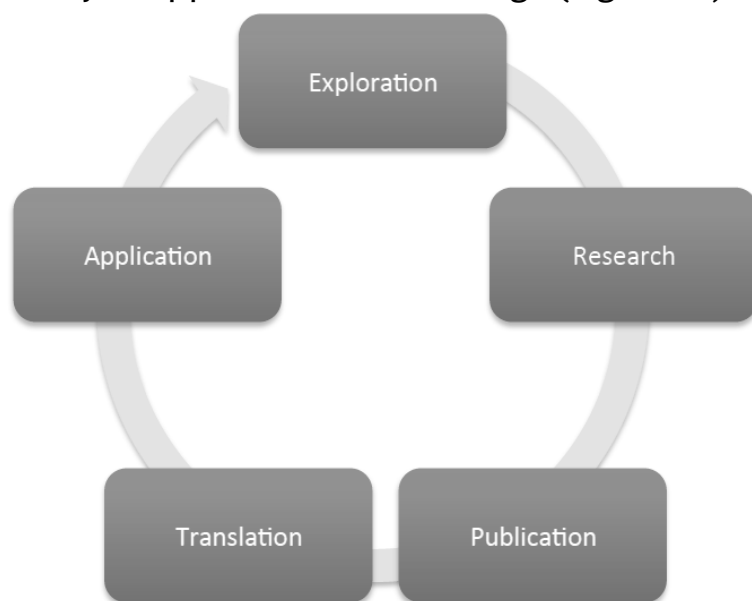 Exploration
Research
Publication
Translation
Application